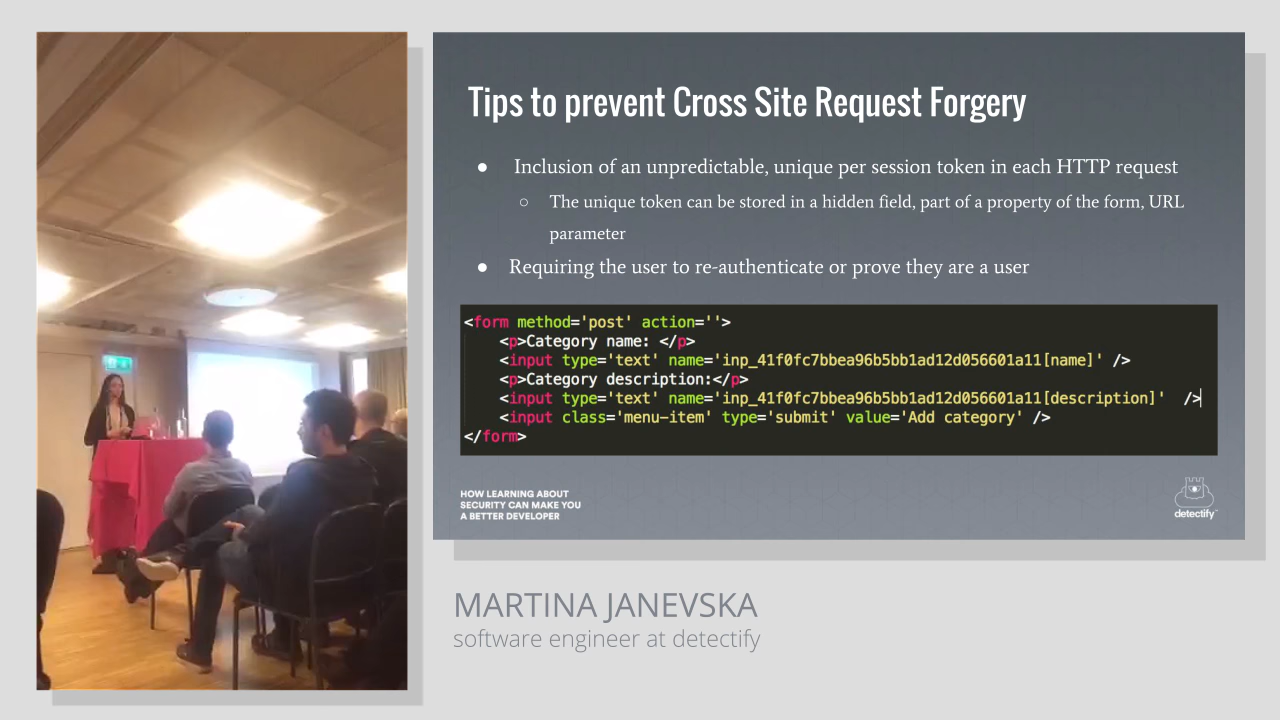 Tips to prevent Cross Site Request Forgery
● Inclusion of an unpredictable, unique per session token in each HTTP request
○ The unique token can be stored in a hidden field, part of a property of the form, URL
parameter
● Requiring the user to re-authenticate or prove they are a user
<form method='post' action=''>
<p>Category name: </p>
<input type='text' name='inp_41f0fc7bbea96b5bb1ad12d056601a11[name]' />
<p>Category description:</p>
<input type='text' name='inp_41f0fc7bbea96b5bb1ad12d056601a11[description]'  />
<input class='menu-item' type='submit' value='Add category' />
</form>
HOW LEARNING ABOUT
SECURITY CAN MAKE YOU
A BETTER DEVELOPER
detectify
MARTINA JANEVSKA
software engineer at detectify